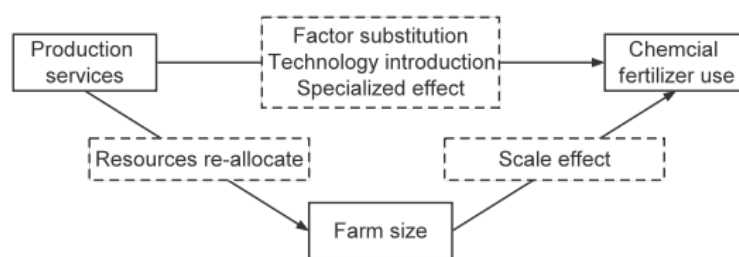 Production
services
Factor substitution
Technology introduction
Specialized effect
Chemcial
fertilizer use
Resources re-allocate
Scale effect
Farm size